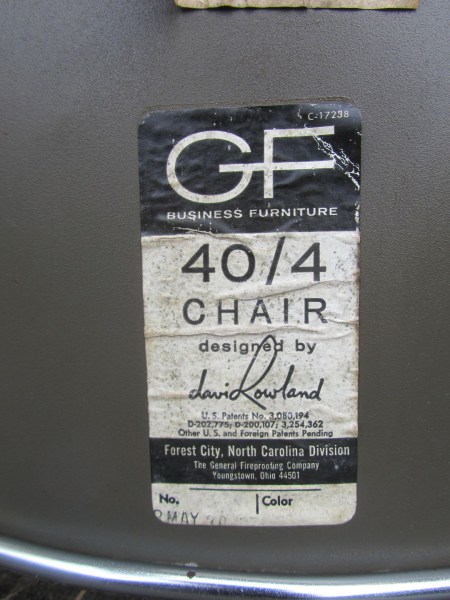 C-17238
GF
BUSINESS FURNITURE
40/4
CHAIR
designed by
david Rowland
U.S. Patents No. 3,080,194
D-202,775; D-200,107; 3,254,362
Other U.S. and Foreign Patents Pending
Forest City, North Carolina Division
The General Fireproofing Company
Youngstown, Ohio 44501
No. Color
MAY